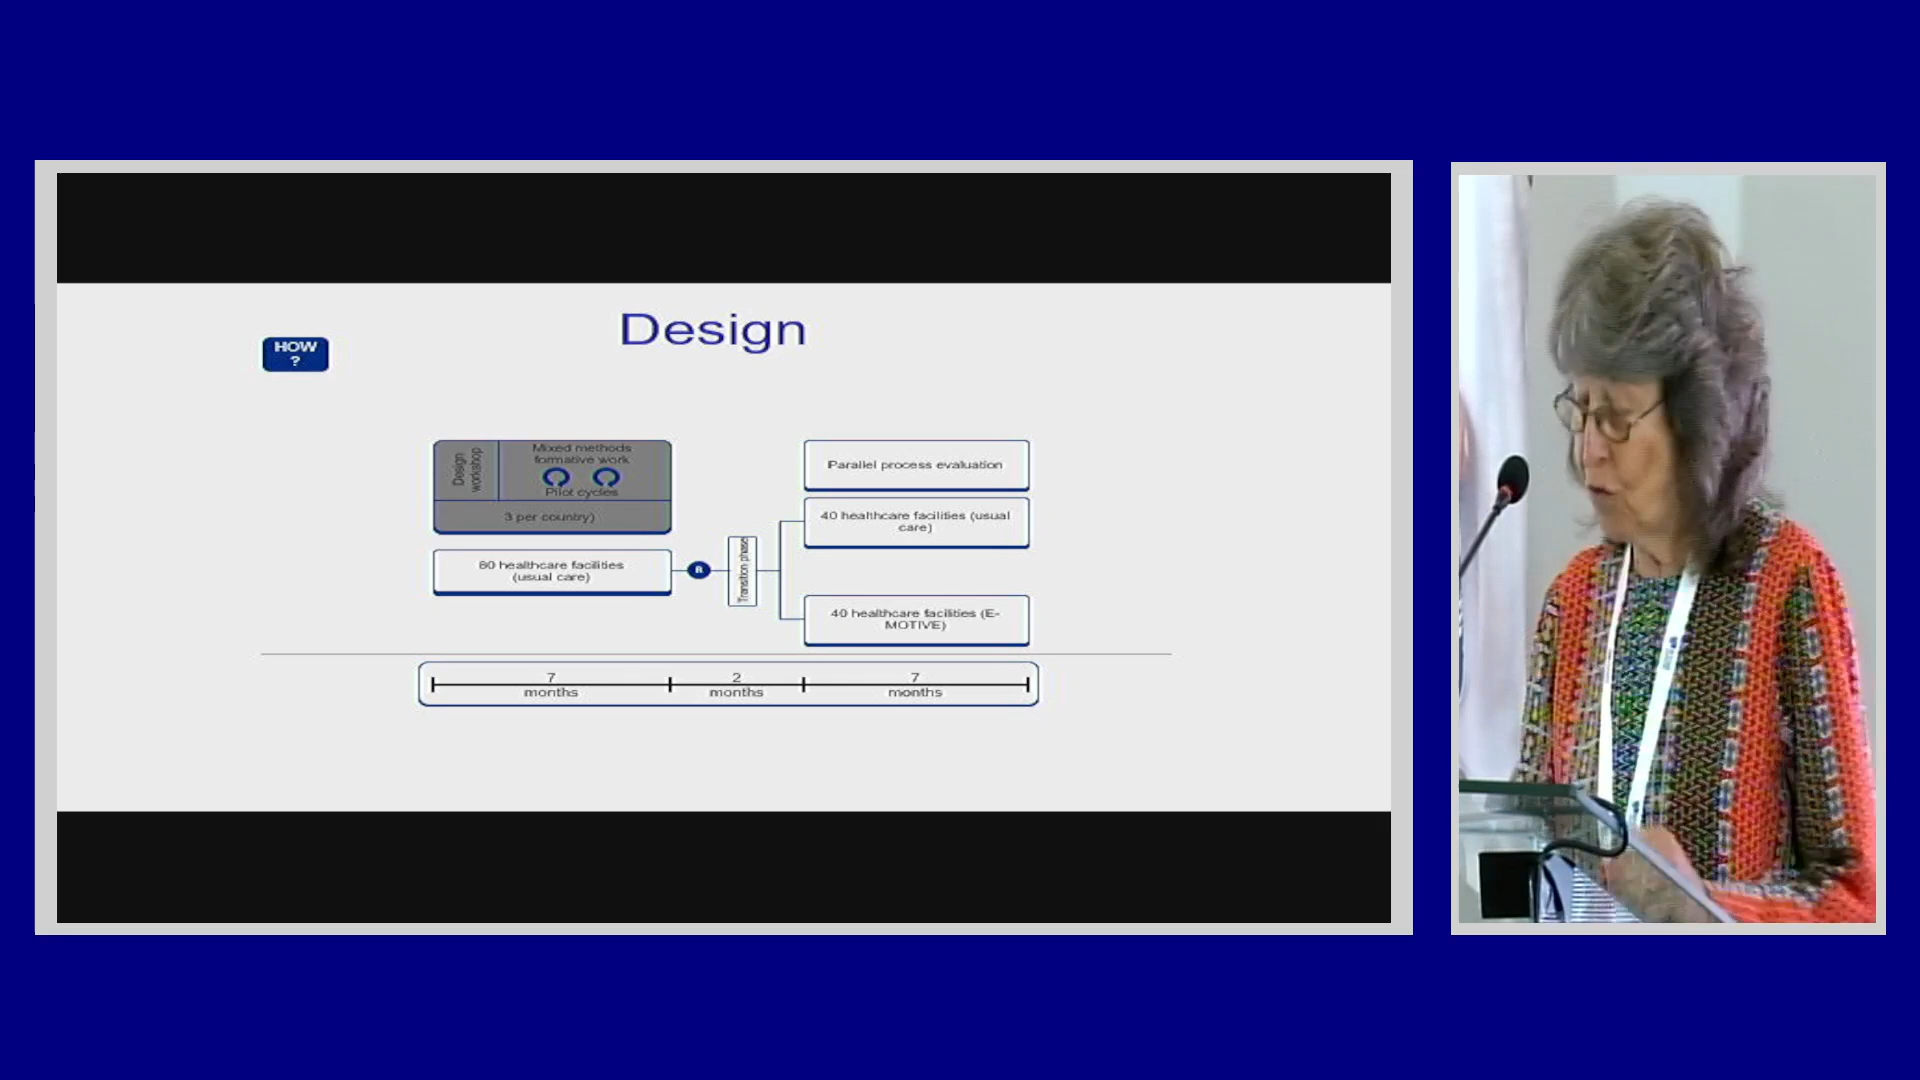 Design
HOW
?
Design
workshop
Mixed methods
formative work
Pilot cycles
3 per country)
80 healthcare facilities
(usual care)
R
Transition phase
Parallel process evaluation
40 healthcare facilities (usual
care)
40 healthcare facilities (E-
MOTIVE)
7
months
2
months
7
months